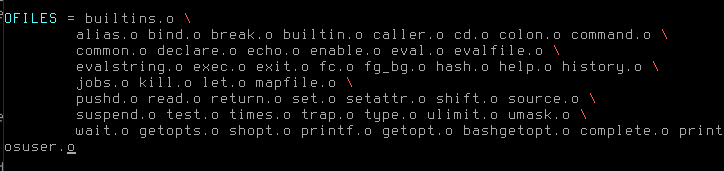 OFILES = builtins.o \
alias.o bind.o break.o builtin.o caller.o cd.o colon.o command.o \
common.o declare.o echo.o enable.o eval.o evalfile.o \
evalstring.o exec.o exit.o fc.o fg_bg.o hash.o help.o history.o \
jobs.o kill.o let.o mapfile.o \
pushd.o read.o return.o set.o setattr.o shift.o source.o \
suspend.o test.o times.o trap.o type.o ulimit.o umask.o \
wait.o getopts.o shopt.o printf.o getopt.o bashgetopt.o complete.o print
osuser.o